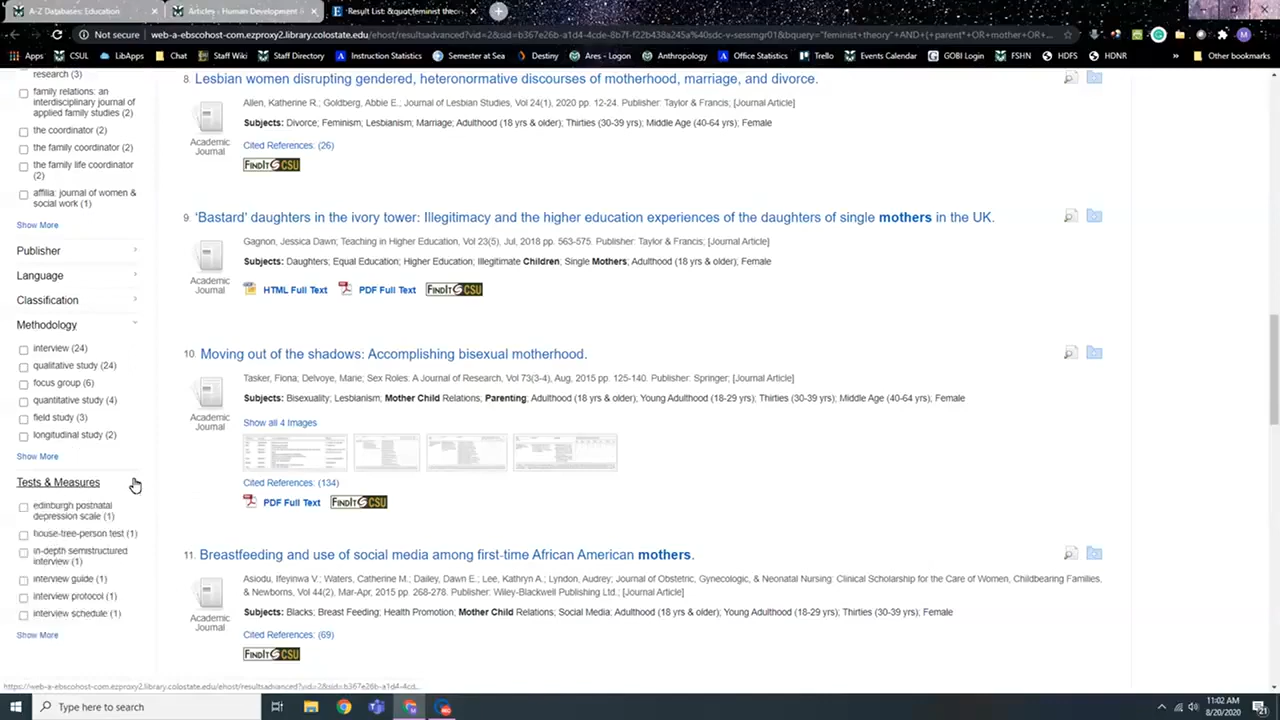 A-Z Databases: Education
Articles - Human Development
Result List: &quot;feminist theor
Not secure
web-a-ebscohost-com.ezproxy2.library.colostate.edu/ehost/resultsadvanced?vid=2&sid=b367e26b-a1d4-4cde-8b7f-f22b438a245a%40sdc-v-sessmgr01&bquery="feminist+theory"+AND+(+parent*+OR+mother+OR+...
Apps
CSUL
LibApps
Chat
Staff Wiki
Staff Directory
Instruction Statistics
Semester at Sea
Destiny
Ares - Logon
Anthropology
Office Statistics
Trello
Events Calendar
GOBI Login
FSHN
HDFS
HDNR
»
Other bookmarks
research (3)
family relations: an
interdisciplinary journal of
applied family studies (2)
the coordinator (2)
the family coordinator (2)
the family life coordinator
(2)
affilia: journal of women &
social work (1)
Show More
Publisher
Language
Classification
Methodology
interview (24)
qualitative study (24)
focus group (6)
quantitative study (4)
field study (3)
longitudinal study (2)
Show More
Tests & Measures
edinburgh postnatal
depression scale (1)
house-tree-person test (1)
in-depth semistructured
interview (1)
interview guide (1)
interview protocol (1)
interview schedule (1)
Show More
8. Lesbian women disrupting gendered, heteronormative discourses of motherhood, marriage, and divorce.
Allen, Katherine R.; Goldberg, Abbie E., Journal of Lesbian Studies, Vol 24(1), 2020 pp. 12-24. Publisher: Taylor & Francis; [Journal Article]
Academic
Journal
Subjects: Divorce; Feminism; Lesbianism; Marriage; Adulthood (18 yrs & older); Thirties (30-39 yrs); Middle Age (40-64 yrs); Female
Cited References: (26)
FINDIT@CSU
9. 'Bastard' daughters in the ivory tower: Illegitimacy and the higher education experiences of the daughters of single mothers in the UK.
Gagnon, Jessica Dawn; Teaching in Higher Education, Vol 23(5), Jul, 2018 pp. 563-575. Publisher: Taylor & Francis; [Journal Article]
Academic
Journal
Subjects: Daughters; Equal Education; Higher Education; Illegitimate Children; Single Mothers; Adulthood (18 yrs & older); Female
HTML Full Text
PDF Full Text
FINDIT@CSU
10. Moving out of the shadows: Accomplishing bisexual motherhood.
Tasker, Fiona; Delvoye, Marie; Sex Roles: A Journal of Research, Vol 73(3-4), Aug, 2015 pp. 125-140. Publisher: Springer; [Journal Article]
Academic
Journal
Subjects: Bisexuality; Lesbianism; Mother Child Relations; Parenting; Adulthood (18 yrs & older); Young Adulthood (18-29 yrs); Thirties (30-39 yrs); Middle Age (40-64 yrs); Female
Show all 4 Images
Cited References: (134)
PDF Full Text
FINDIT@CSU
11. Breastfeeding and use of social media among first-time African American mothers.
Asiodu, Ifeyinwa V.; Waters, Catherine M.; Dailey, Dawn E.; Lee, Kathryn A.; Lyndon, Audrey; Journal of Obstetric, Gynecologic, & Neonatal Nursing: Clinical Scholarship for the Care of Women, Childbearing Families,
& Newborns, Vol 44(2), Mar-Apr, 2015 pp. 268-278. Publisher: Wiley-Blackwell Publishing Ltd.; [Journal Article]
Academic
Journal
Subjects: Blacks; Breast Feeding; Health Promotion; Mother Child Relations; Social Media; Adulthood (18 yrs & older); Young Adulthood (18-29 yrs); Thirties (30-39 yrs); Female
Cited References: (69)
FINDIT@CSU
https://web-a-ebscohost-com.ezproxy2.library.colostate.edu/ehost/resultsadvanced?vid=2&sid=b367e26b-a1d4-4cd...
Type here to search
11:02 AM
8/20/2020
21